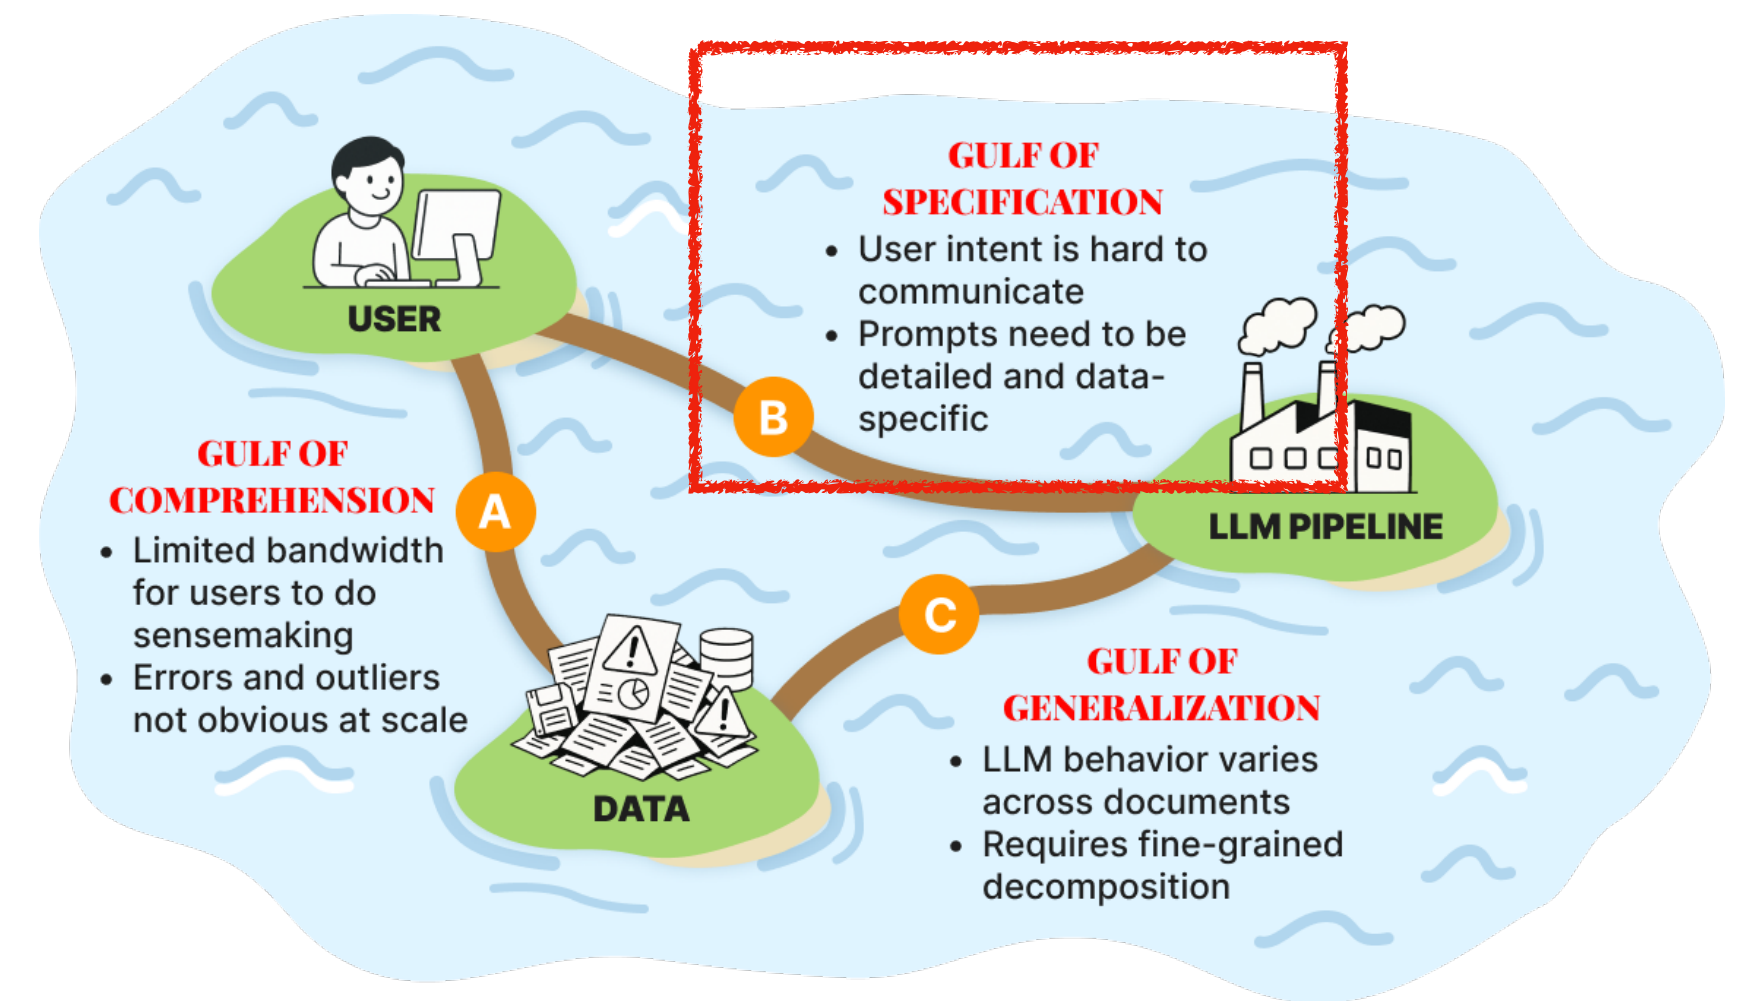 GULF OF
SPECIFICATION
• User intent is hard to
communicate
• Prompts need to be
detailed and data-
specific
USER
B
LLM PIPELINE
GULF OF
COMPREHENSION
• Limited bandwidth
for users to do
sensemaking
• Errors and outliers
not obvious at scale
A
C
DATA
GULF OF
GENERALIZATION
• LLM behavior varies
across documents
• Requires fine-grained
decomposition